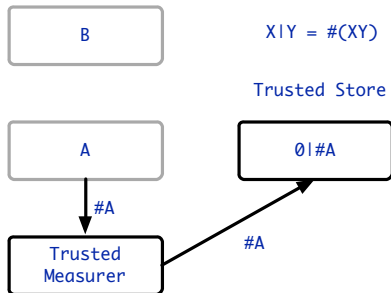 B
X|Y = #(XY)
Trusted Store
A
0|#A
#A
#A
Trusted
Measurer